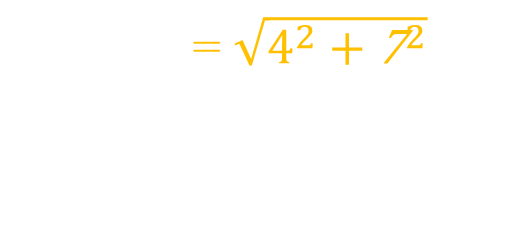 = √4² + 7²